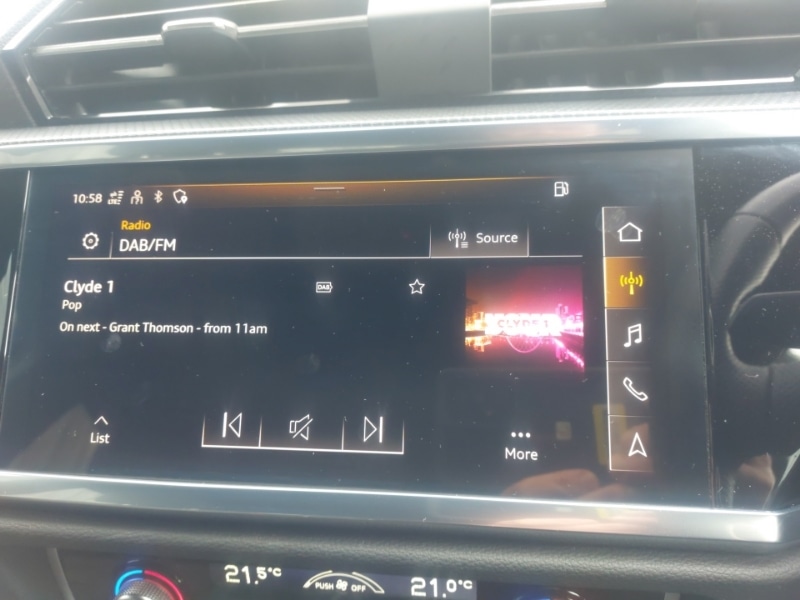 10:58
Radio
DAB/FM
Source
Clyde 1
DAB
Pop
On next - Grant Thomson - from 11am
CLYDE 1
List
More
21.5°C
PUSH OFF
21.0°C